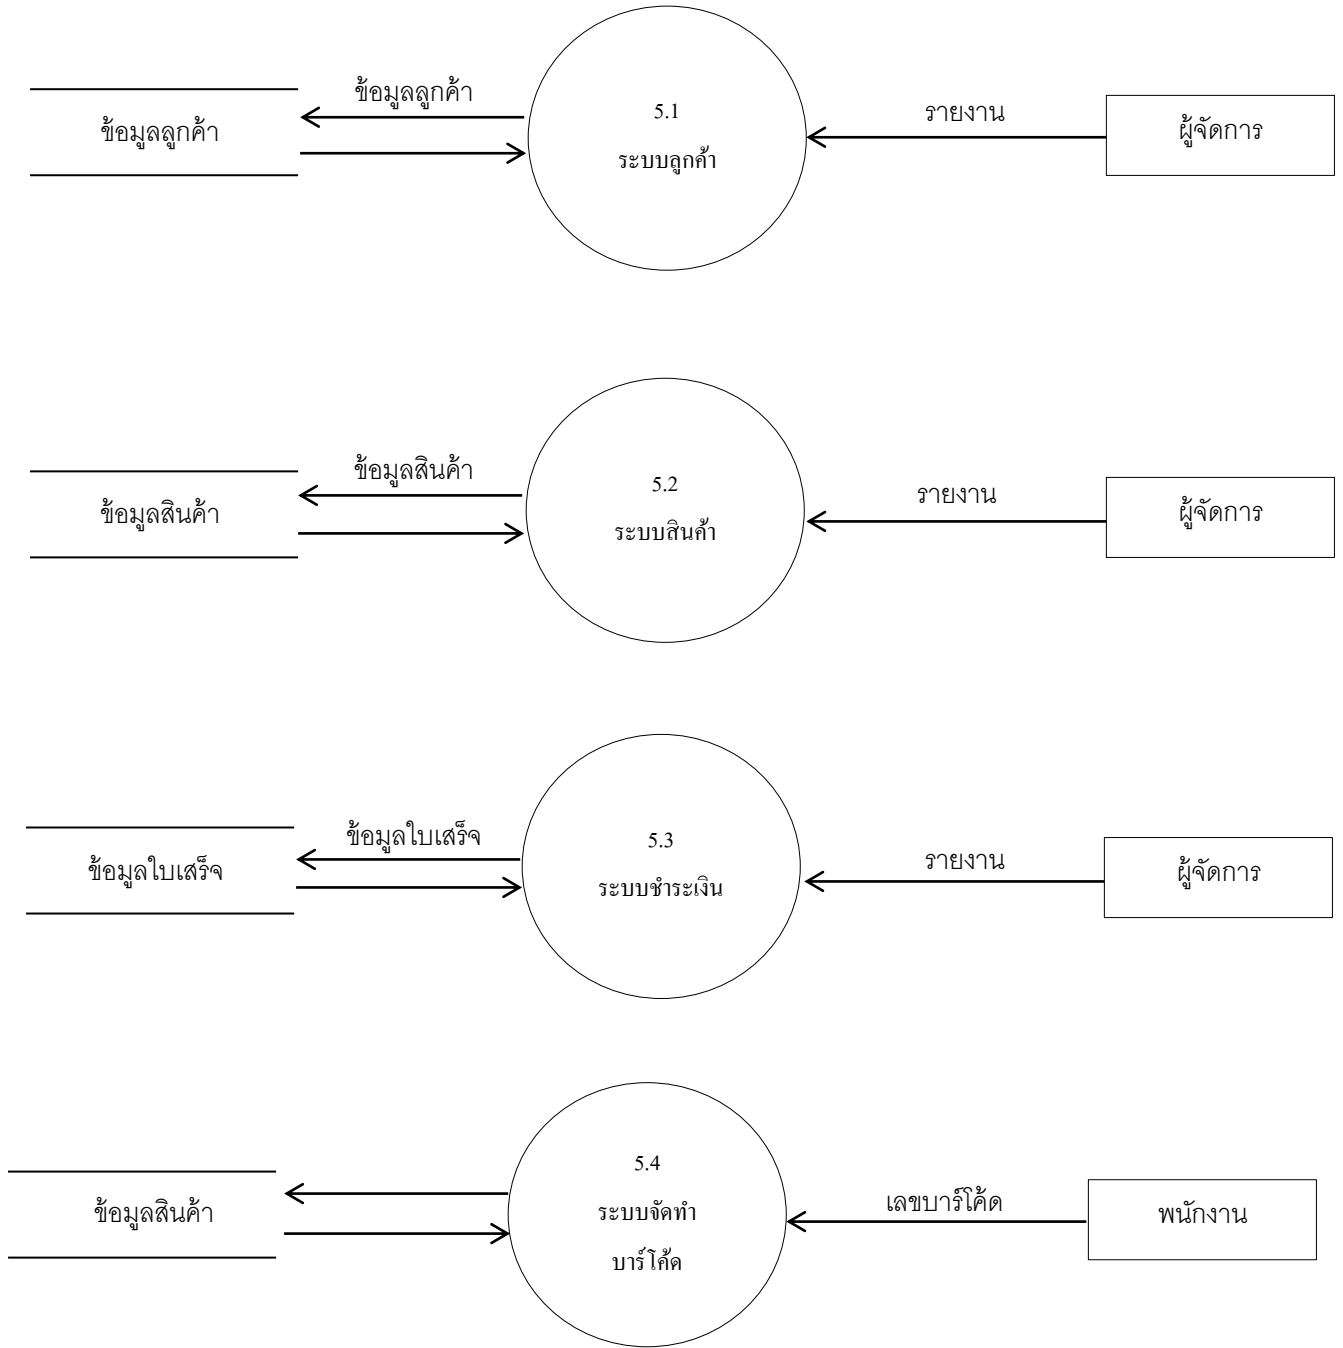 ข้อมูลลูกค้า
ข้อมูลลูกค้า
5.1
ระบบลูกค้า
รายงาน
ผู้จัดการ
ข้อมูลสินค้า
ข้อมูลสินค้า
5.2
ระบบสินค้า
รายงาน
ผู้จัดการ
ข้อมูลใบเสร็จ
ข้อมูลใบเสร็จ
5.3
ระบบชำระเงิน
รายงาน
ผู้จัดการ
ข้อมูลสินค้า
5.4
ระบบจัดทำ
บาร์โค้ด
เลขบาร์โค้ด
พนักงาน